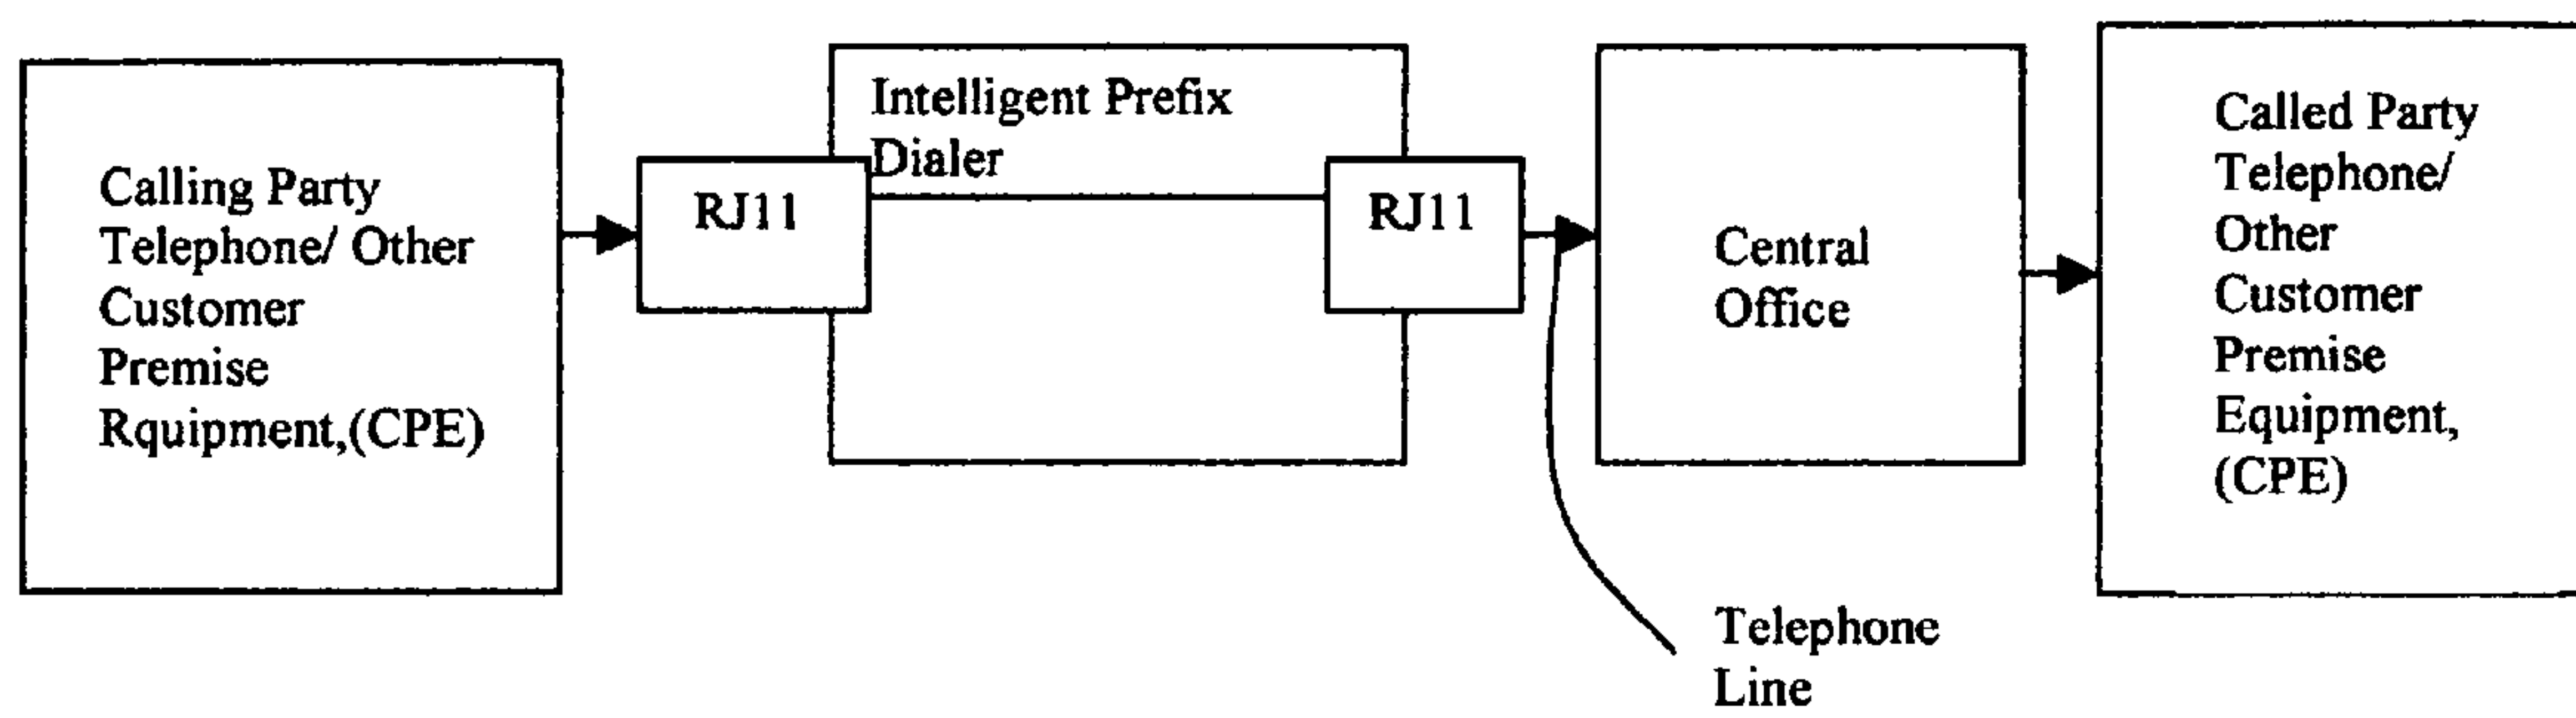 Calling Party
Telephone/ Other
Customer
Premise
Rquipment,(CPE)
RJ11
Intelligent Prefix
Dialer
RJ11
Central
Office
Telephone
Line
Called Party
Telephone/
Other
Customer
Premise
Equipment,
(CPE)